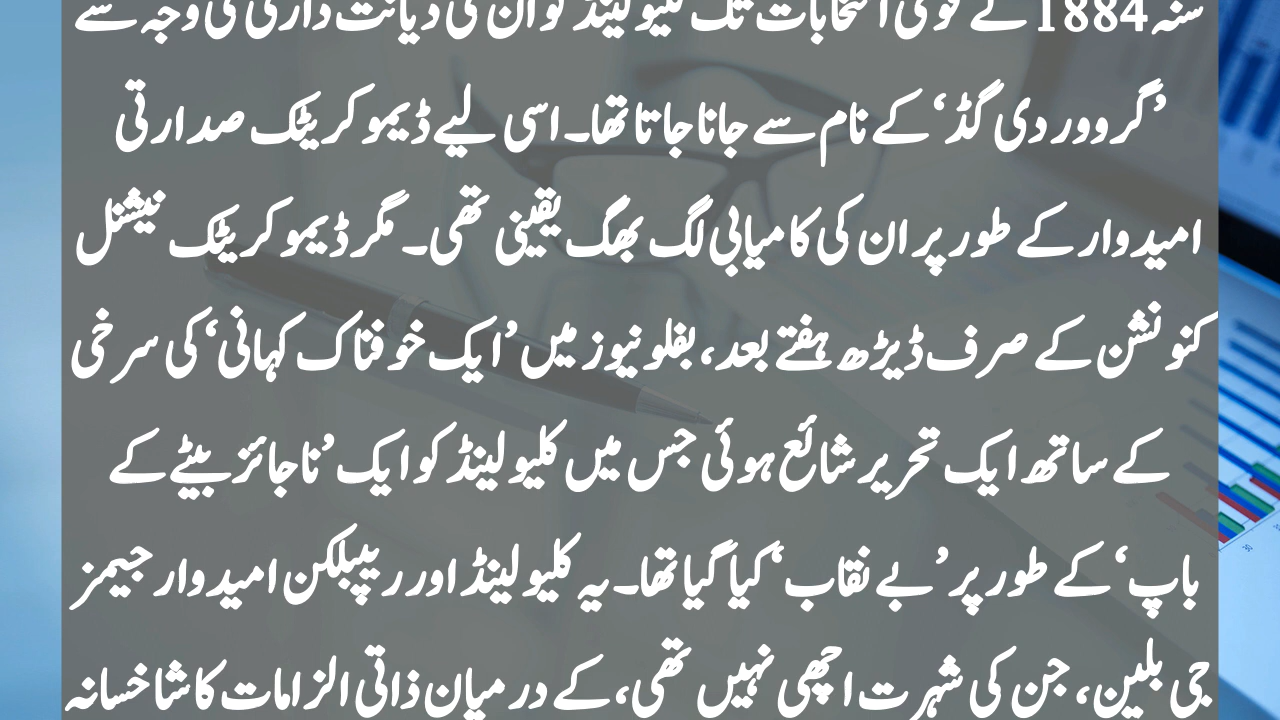 سنہ 1884 کے قومی انتخابات تک کلیولینڈ کو ان کی دیانت داری کی وجہ سے
’گروور دی گڈ‘ کے نام سے جانا جاتا تھا۔ اسی لیے ڈیموکریٹک صدارتی
امیدوار کے طور پر ان کی کامیابی لگ بھگ یقینی تھی۔ مگر ڈیموکریٹک نیشنل
کنونشن کے صرف ڈیڑھ ہفتے بعد، بفلو نیوز میں ’ایک خوفناک کہانی‘ کی سرخی
کے ساتھ ایک تحریر شائع ہوئی جس میں کلیولینڈ کو ایک ’ناجائز بیٹے کے
باپ‘ کے طور پر ’بے نقاب‘ کیا گیا تھا۔ یہ کلیولینڈ اور ریپبلکن امیدوار جیمز
جی بلین، جن کی شہرت اچھی نہیں تھی، کے درمیان ذاتی الزامات کا شاخسانہ